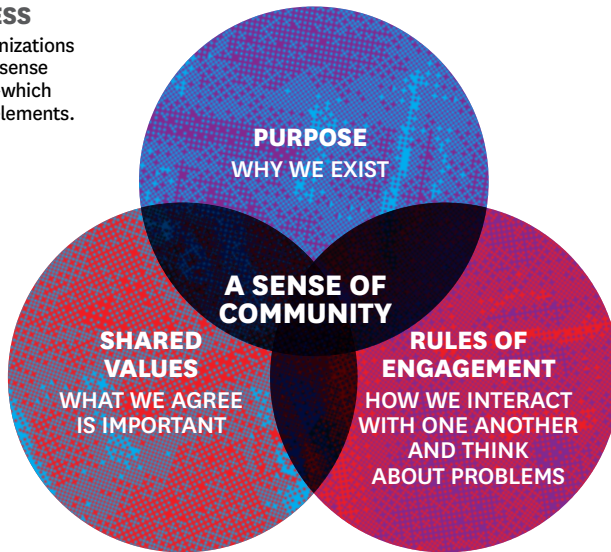 nizations
sense
which
lements.
PURPOSE
WHY WE EXIST
A SENSE OF
COMMUNITY
SHARED
VALUES
WHAT WE AGREE
IS IMPORTANT
RULES OF
ENGAGEMENT
HOW WE INTERACT
WITH ONE ANOTHER
AND THINK
ABOUT PROBLEMS